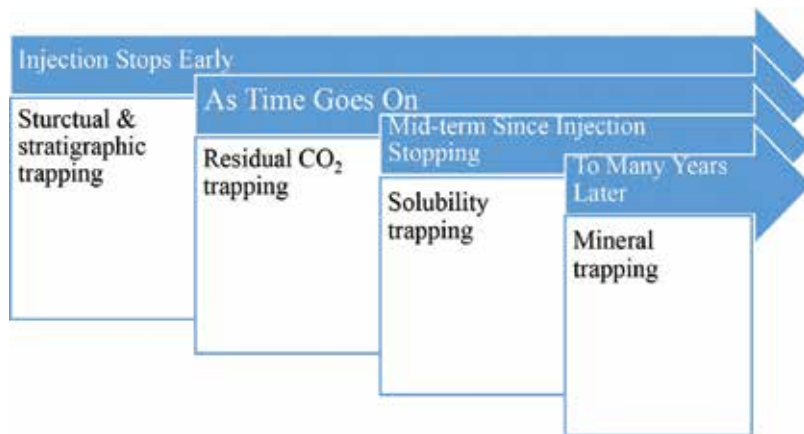 Injection Stops Early
Sturctual &
stratigraphic
trapping
As Time Goes On
Residual CO₂
trapping
Mid-term Since Injection
Stopping
Solubility
trapping
To Many Years
Later
Mineral
trapping